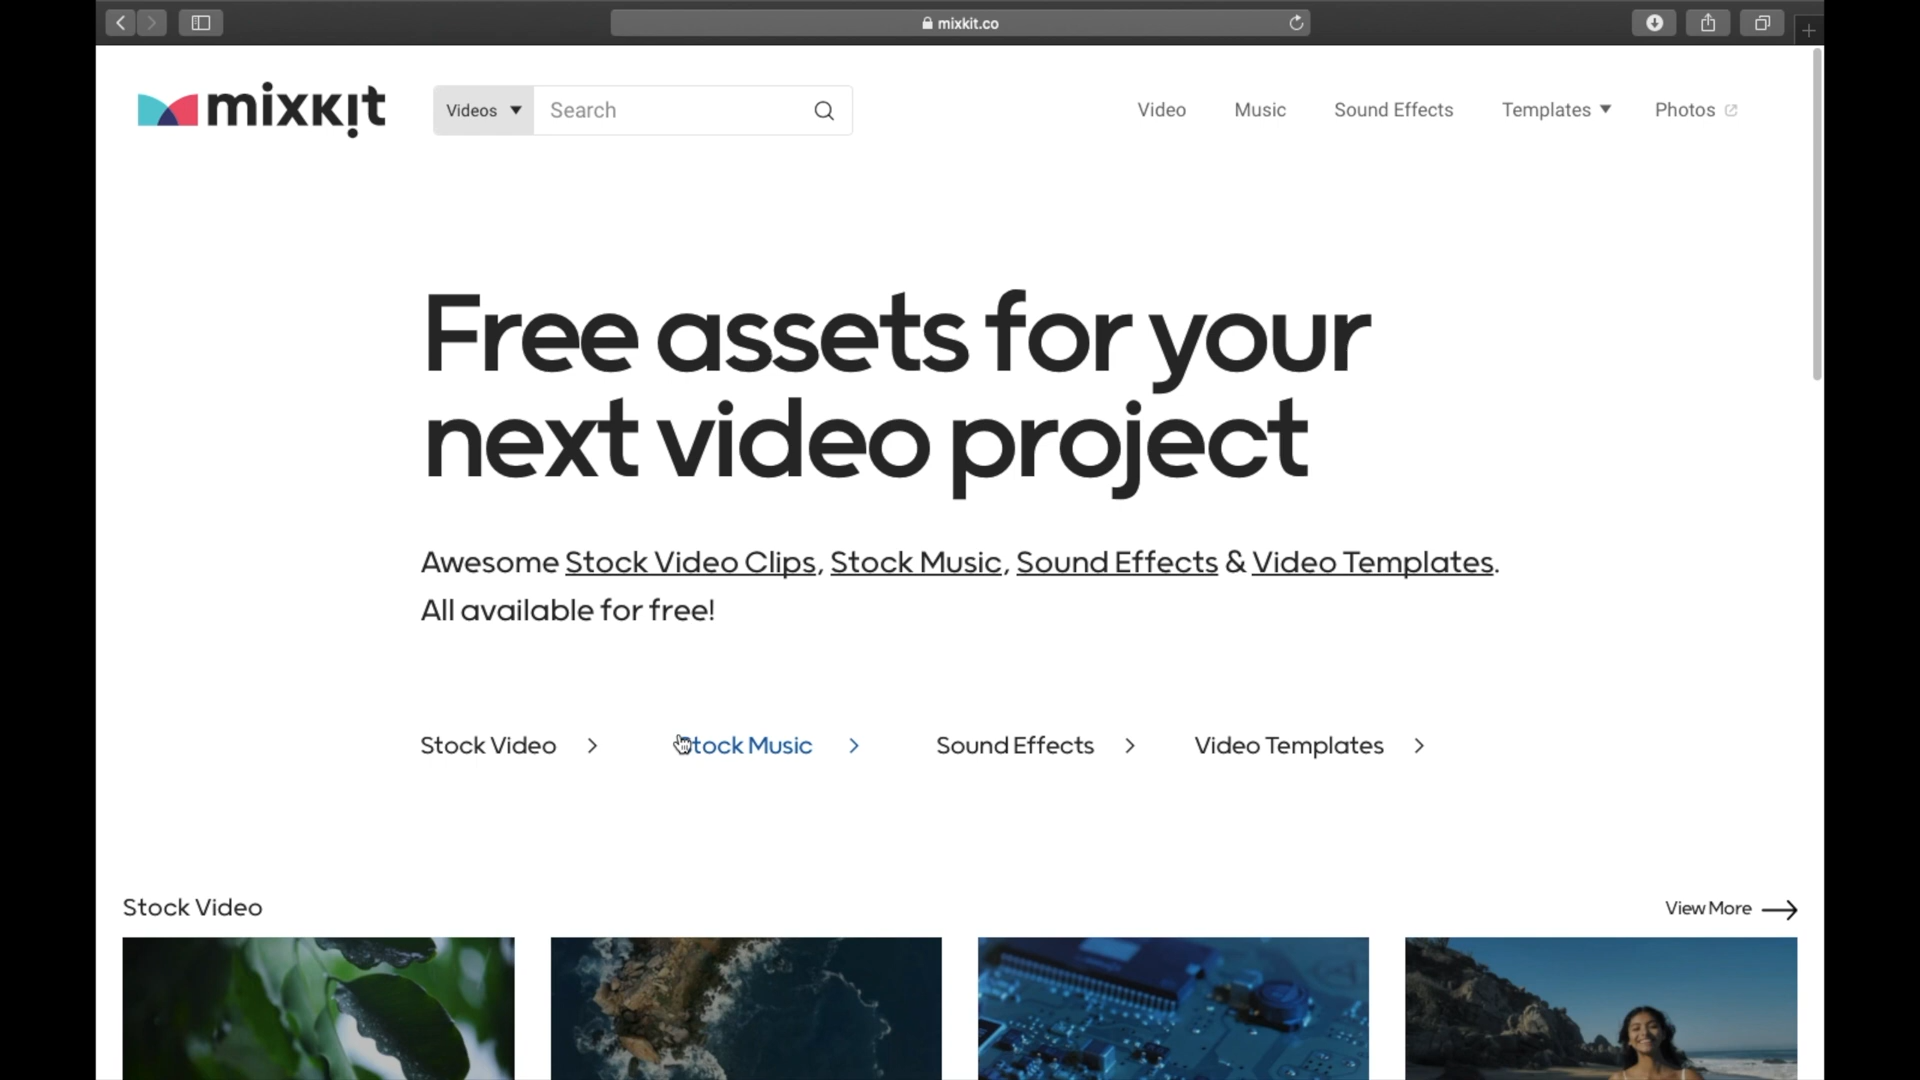 mixkit.co
mixkit
Videos
Search
Video
Music
Sound Effects
Templates
Photos
Free assets for your
next video project
Awesome Stock Video Clips, Stock Music, Sound Effects & Video Templates.
All available for free!
Stock Video
Stock Music
Sound Effects
Video Templates
Stock Video
View More